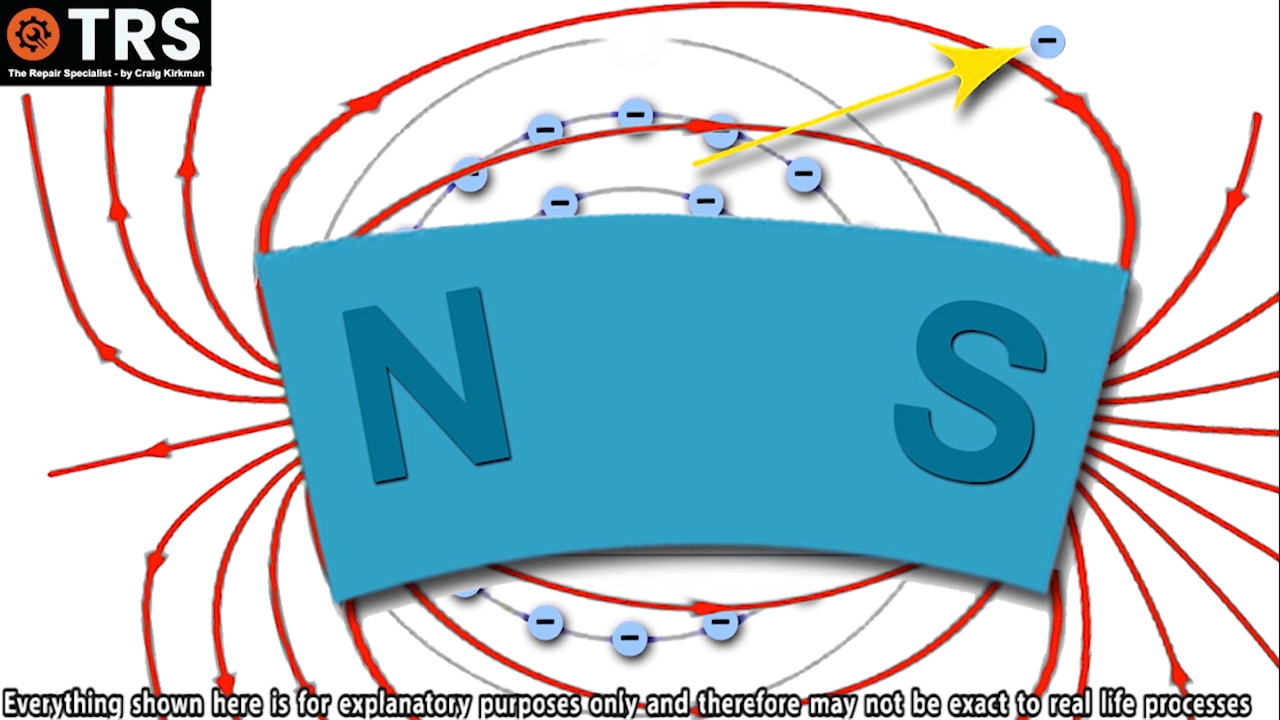 TRS
The Repair Specialist - by Craig Kirkman
N S
Everything shown here is for explanatory purposes only and therefore may not be exact to real life processes